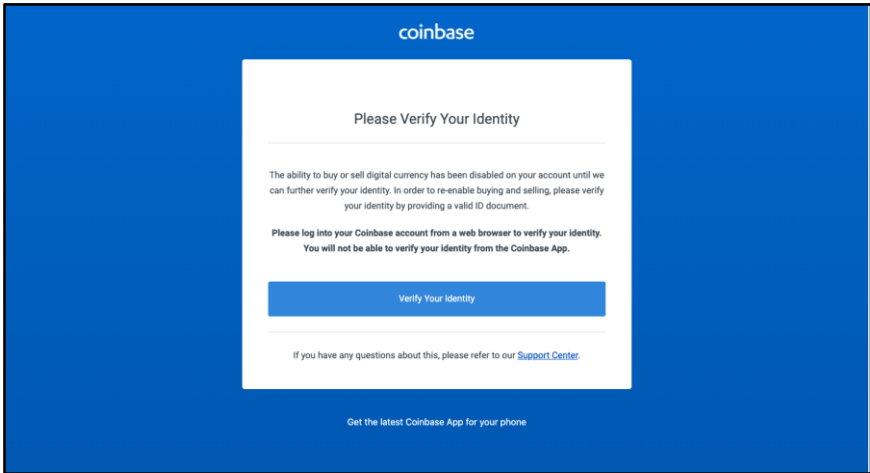 coinbase
Please Verify Your Identity
The ability to buy or sell digital currency has been disabled on your account until we
can further verify your identity. In order to re-enable buying and selling, please verify
your identity by providing a valid ID document.
Please log into your Coinbase account from a web browser to verify your identity.
You will not be able to verify your identity from the Coinbase App.
Verify Your Identity
If you have any questions about this, please refer to our Support Center.
Get the latest Coinbase App for your phone